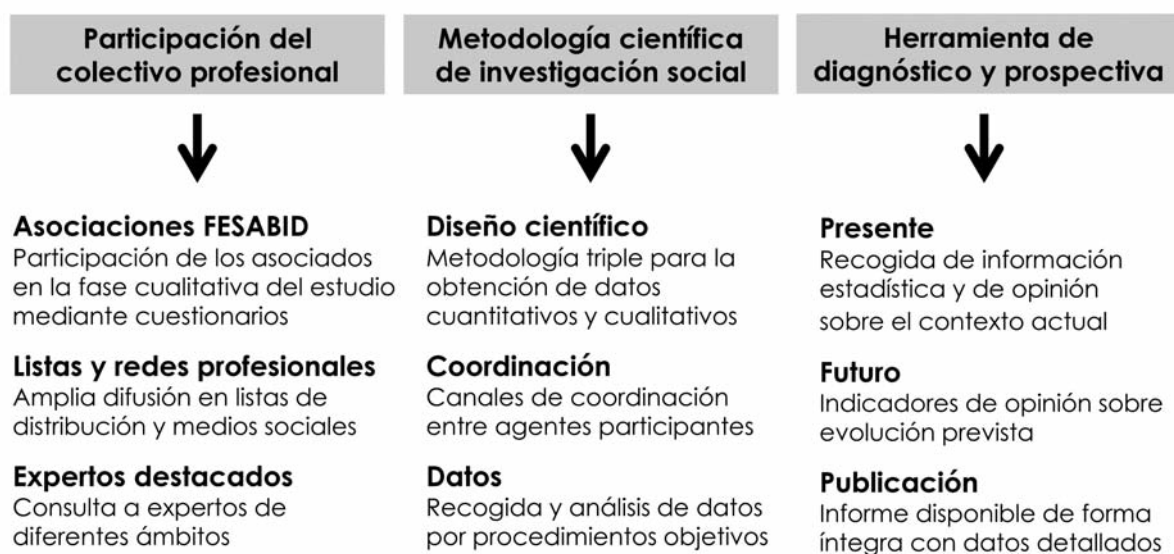 Participación del
colectivo profesional
Asociaciones FESABID
Participación de los asociados
en la fase cualitativa del estudio
mediante cuestionarios
Listas y redes profesionales
Amplia difusión en listas de
distribución y medios sociales
Expertos destacados
Consulta a expertos de
diferentes ámbitos
Metodología científica
de investigación social
Diseño científico
Metodología triple para la
obtención de datos
cuantitativos y cualitativos
Coordinación
Canales de coordinación
entre agentes participantes
Datos
Recogida y análisis de datos
por procedimientos objetivos
Herramienta de
diagnóstico y prospectiva
Presente
Recogida de información
estadística y de opinión
sobre el contexto actual
Futuro
Indicadores de opinión sobre
evolución prevista
Publicación
Informe disponible de forma
íntegra con datos detallados